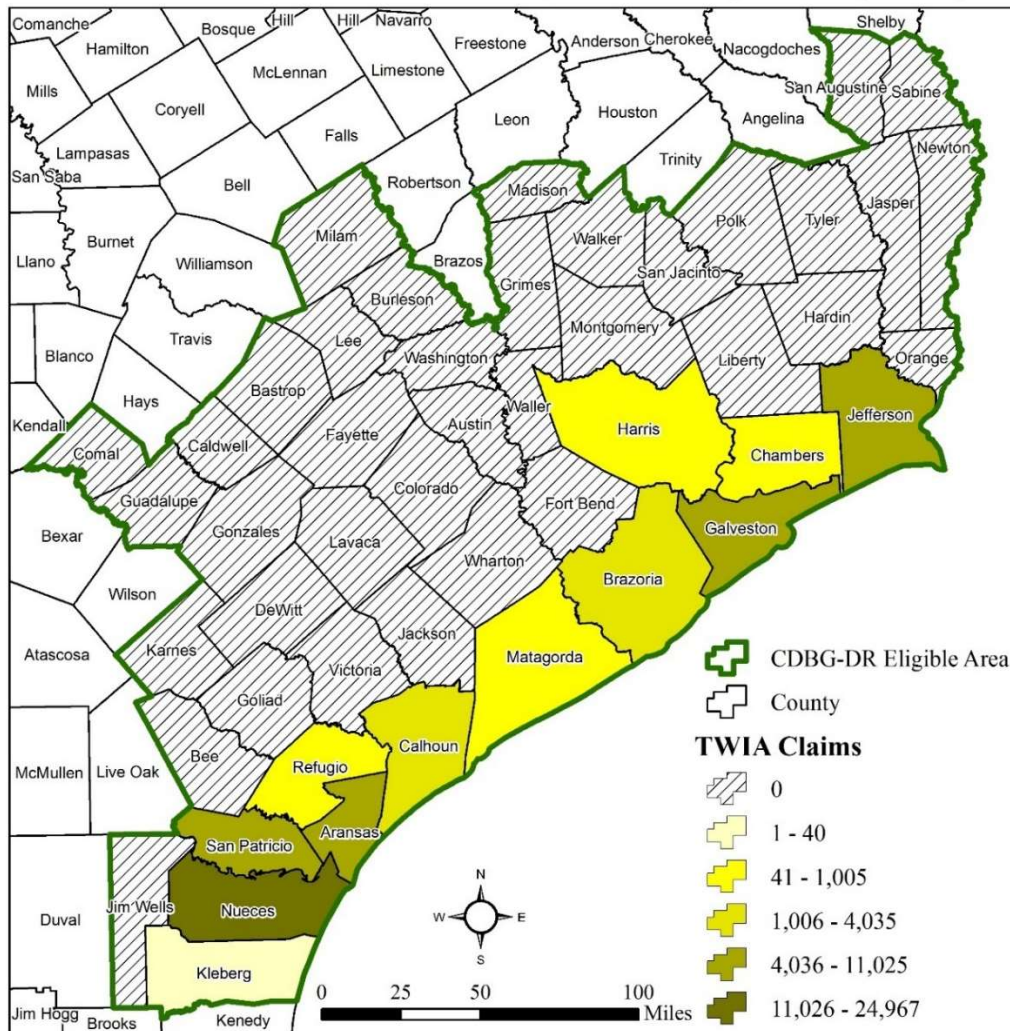 Comanche
Hill
Bosque
Hill
Navarro
Hamilton
Freestone
Anderson
Cherokee
Nacogdoches
Shelby
McLennan
Limestone
Mills
Coryell
San Augustine
Sabine
Leon
Houston
Angelina
Falls
Lampasas
San Saba
Trinity
Newton
Bell
Robertson
Madison
Jasper
Burnet
Milam
Walker
Polk
Tyler
Llano
Williamson
Brazos
San Jacinto
Grimes
Burleson
Montgomery
Hardin
Travis
Lee
Washington
Liberty
Orange
Blanco
Bastrop
Waller
Hays
Austin
Jefferson
Kendall
Fayette
Harris
Caldwell
Comal
Chambers
Colorado
Guadalupe
Fort Bend
Galveston
Bexar
Gonzales
Lavaca
Wharton
Brazoria
Wilson
DeWitt
Jackson
Atascosa
Karnes
Victoria
Matagorda
Goliad
Calhoun
Bee
McMullen
Live Oak
Refugio
Aransas
San Patricio
Duval
Jim Wells
Nueces
Kleberg
Jim Hogg
Brooks
Kenedy
N
W
E
S
0
25
50
100
Miles
CDBG-DR Eligible Area
County
TWIA Claims
0
1 - 40
41 - 1,005
1,006 - 4,035
4,036 - 11,025
11,026 - 24,967